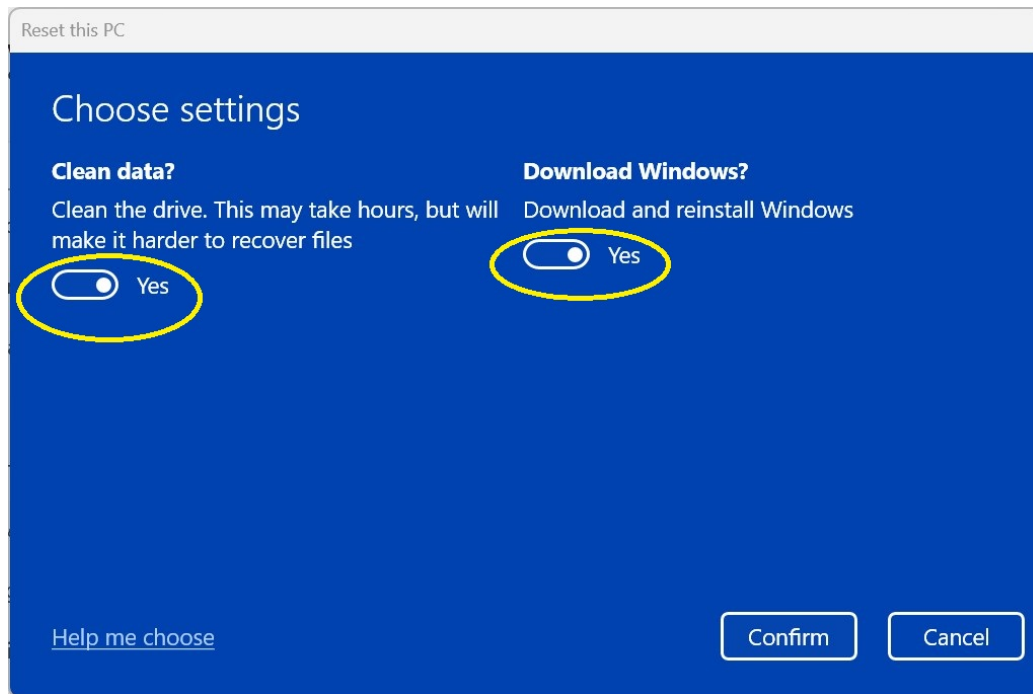 Reset this PC
Choose settings
Clean data?
Clean the drive. This may take hours, but will
make it harder to recover files
Yes
Download Windows?
Download and reinstall Windows
Yes
Help me choose
Confirm
Cancel